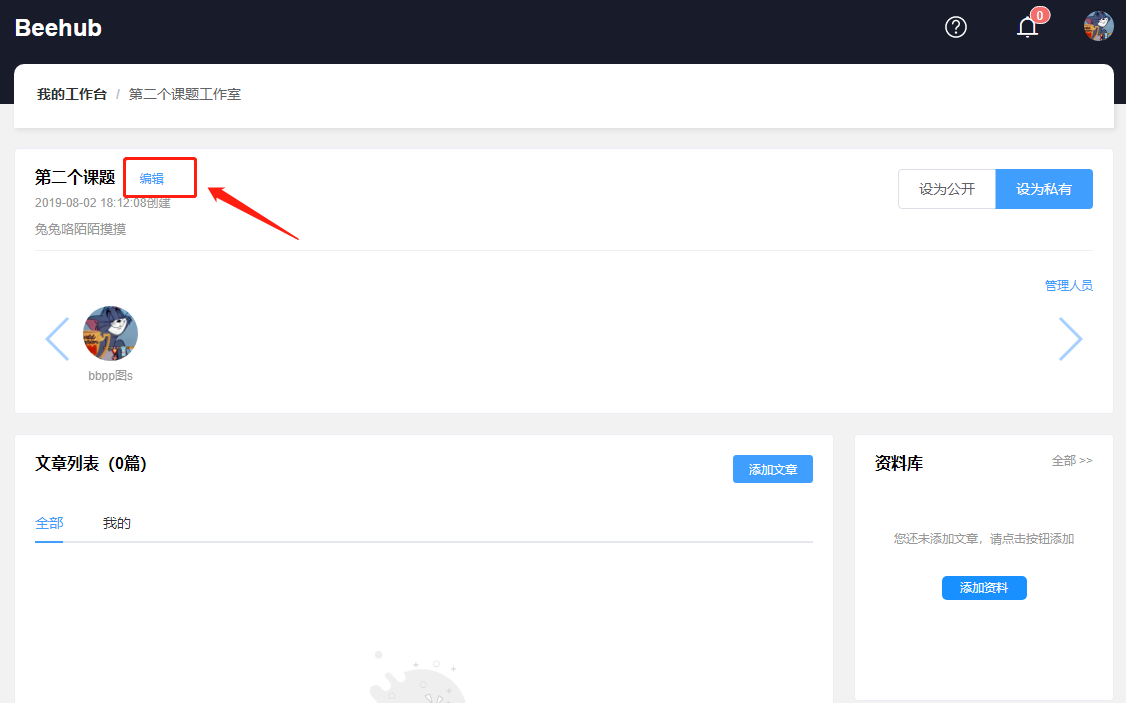 Beehub
0
我的工作台 / 第二个课题工作室
第二个课题 编辑
2019-08-02 18:12:08创建
兔兔咯陌陌摸摸
设为公开 设为私有
管理人员
bbpp图s
文章列表（0篇）
添加文章
全部 我的
资料库 全部 >>
您还未添加文章，请点击按钮添加
添加资料